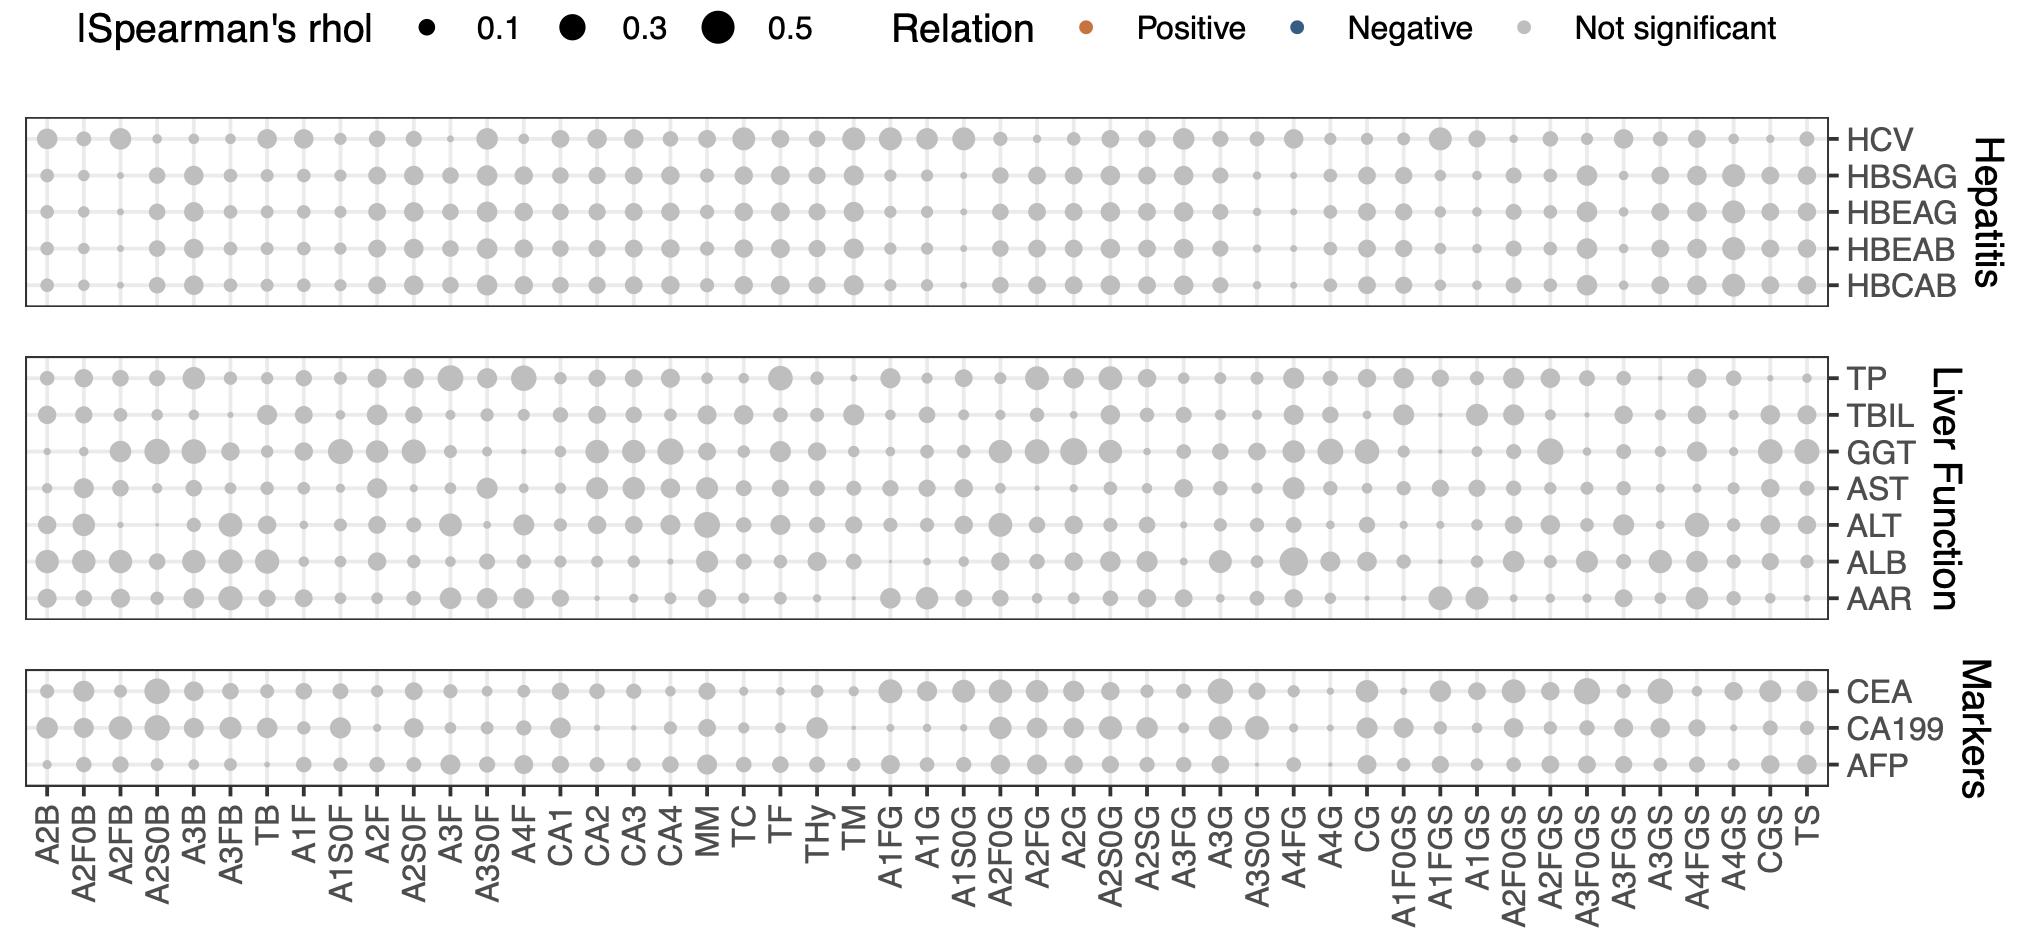 |Spearman's rho| 0.1 0.3 0.5 Relation Positive Negative Not significant
HCV
HBSAG
HBEAG
HBEAB
HBCAB
Hepatitis
TP
TBIL
GGT
AST
ALT
ALB
AAR
Liver Function
CEA
CA199
AFP
Markers
A2B A2F0B A2FB A2S0B A3B A3FB TB A1F A1S0F A2F A2S0F A3F A3S0F A4F CA1 CA2 CA3 CA4 MM TC TF THy TM A1FG A1G A1S0G A2F0G A2FG A2G A2S0G A2SG A3FG A3G A3S0G A4FG A4G CG A1F0GS A1FGS A1GS A2F0GS A2FGS A3F0GS A3FGS A3GS A4FGS A4GS CGS TS